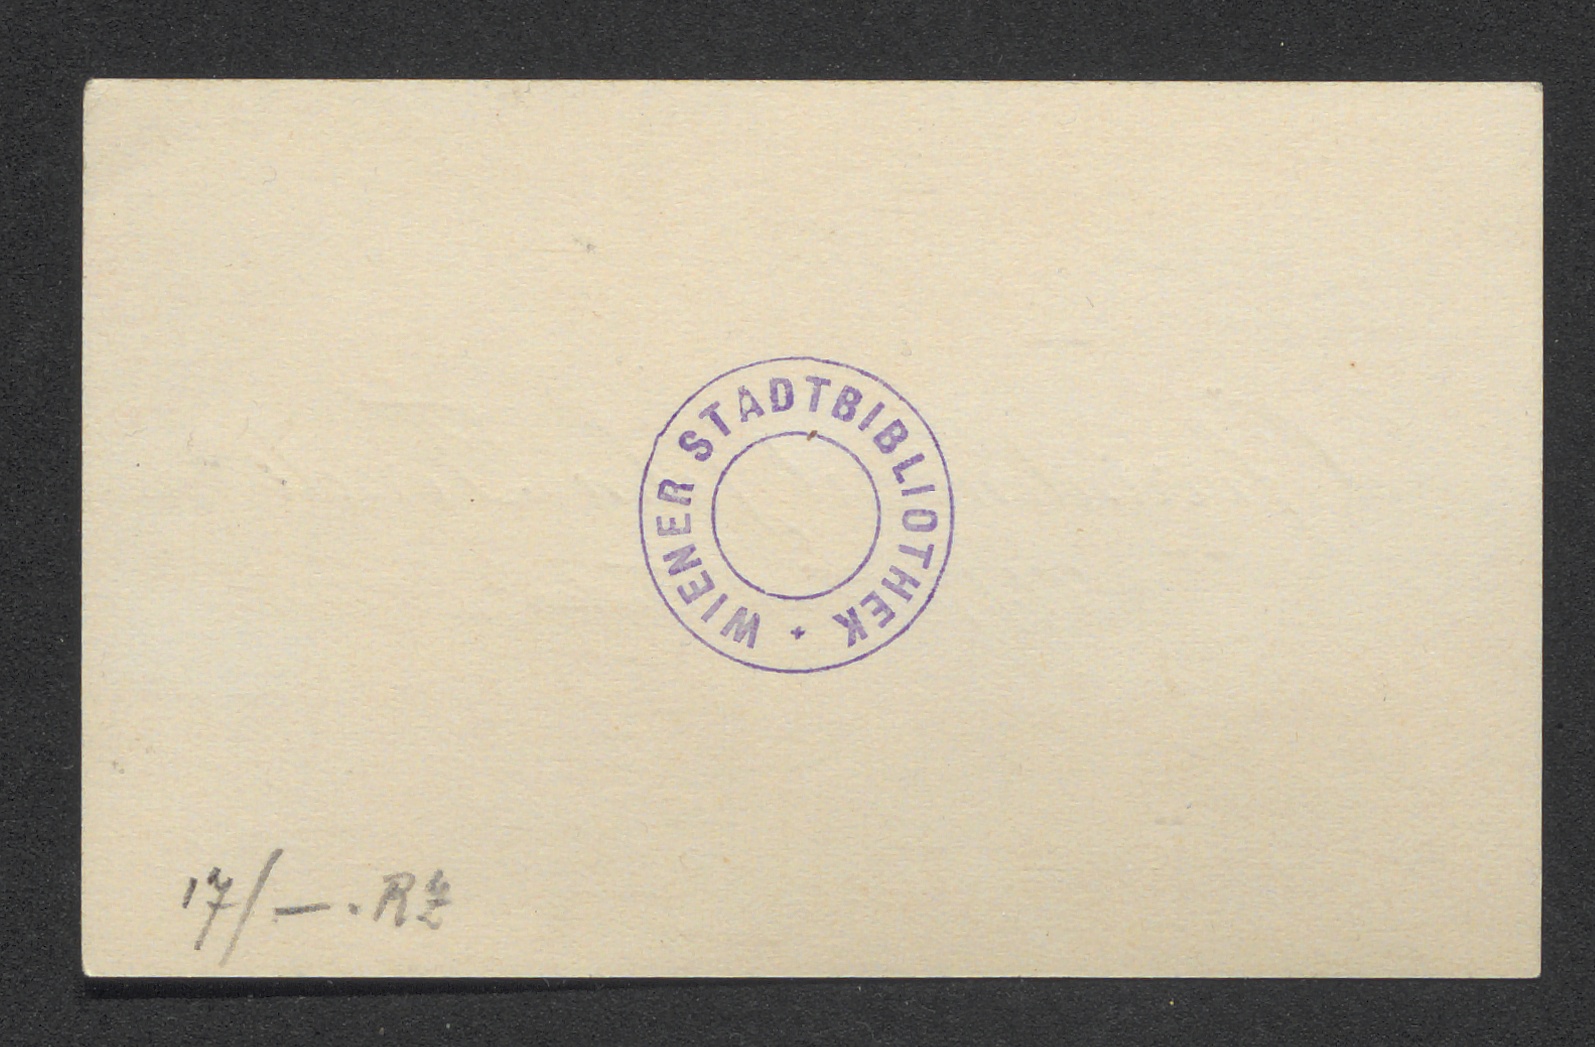 WIENER STADTBIBLIOTHEK
17/—.